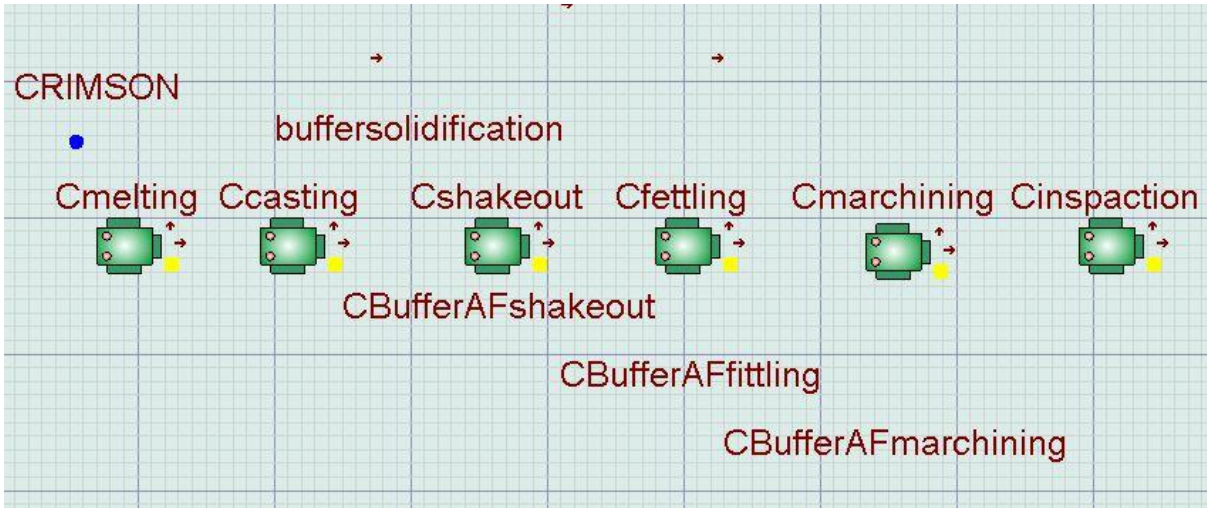 CRIMSON
buffersolidification
Cmelting Ccasting Cshakeout Cfettling Cmarchining Cinspaction
CBufferAFshakeout
CBufferAFfittling
CBufferAFmarchining